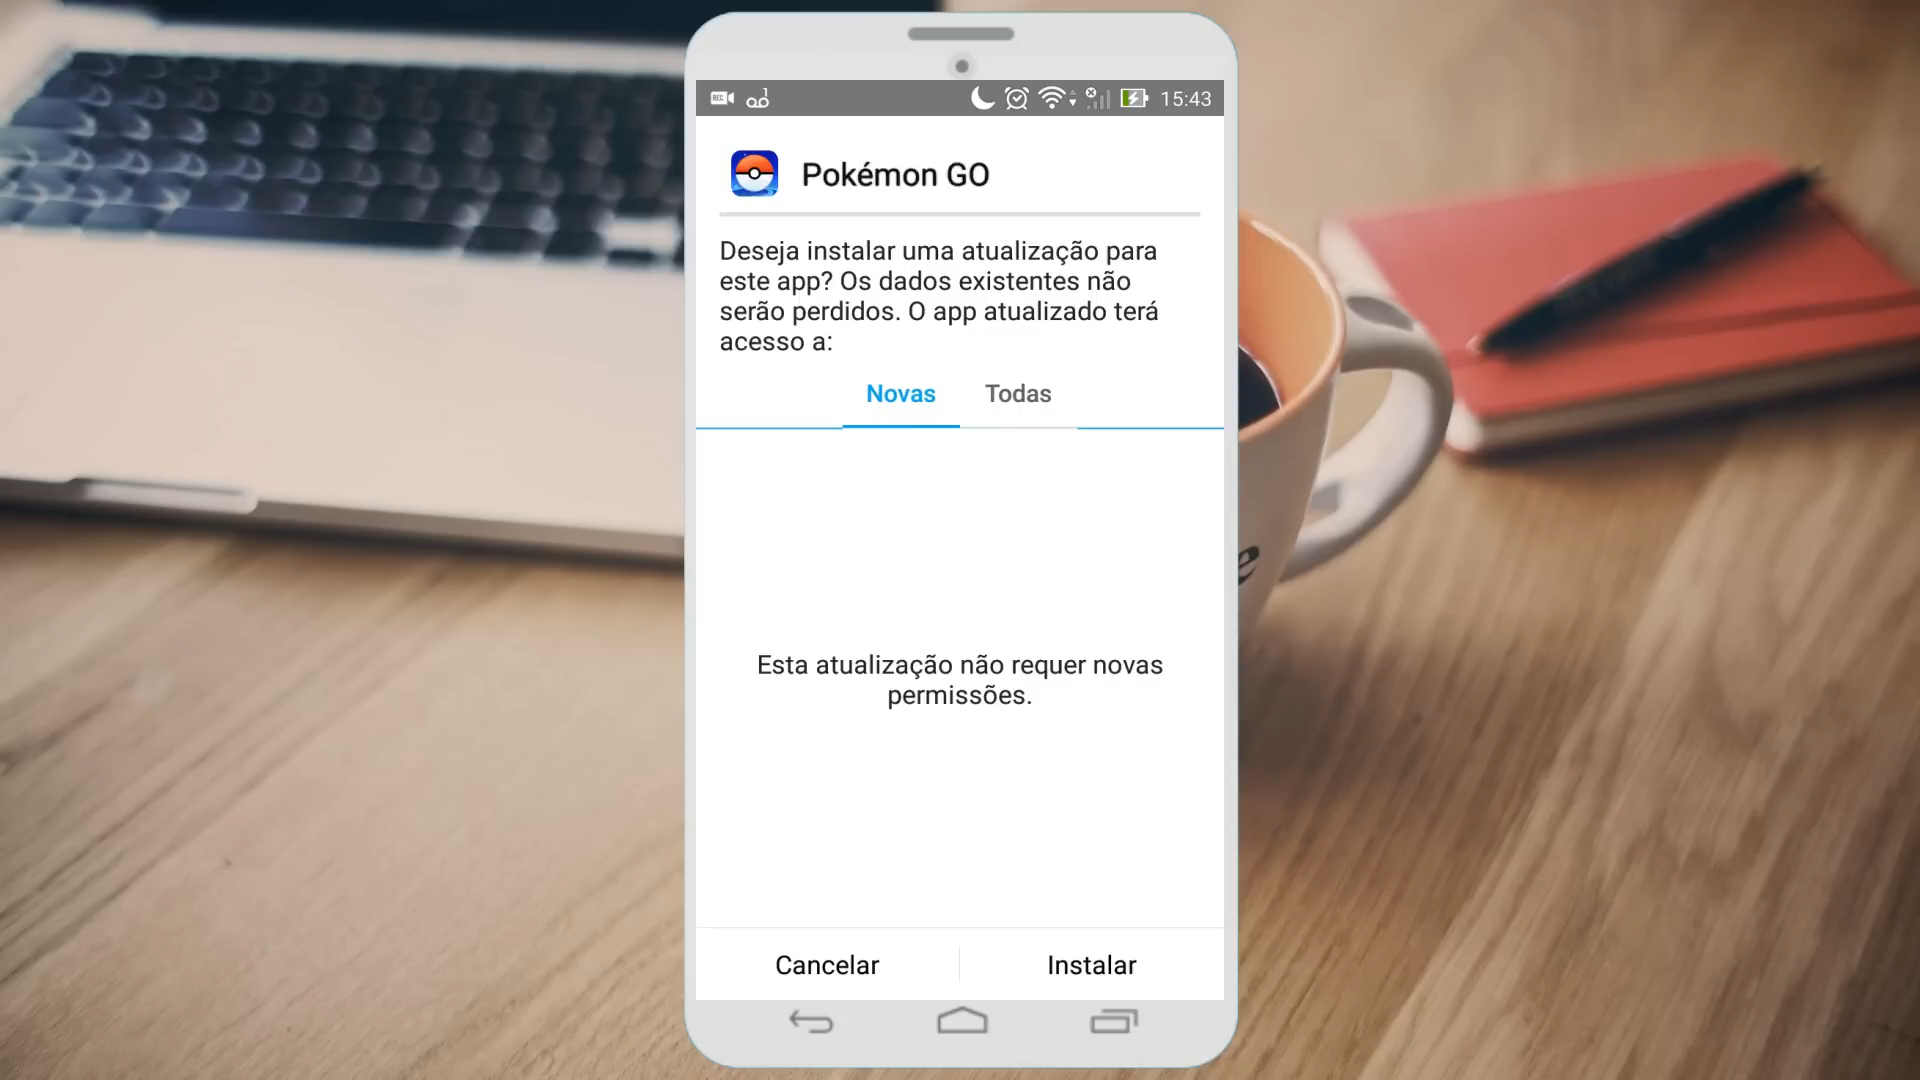 REC
15:43
Pokémon GO
Deseja instalar uma atualização para
este app? Os dados existentes não
serão perdidos. O app atualizado terá
acesso a:
Novas Todas
Esta atualização não requer novas
permissões.
Cancelar Instalar